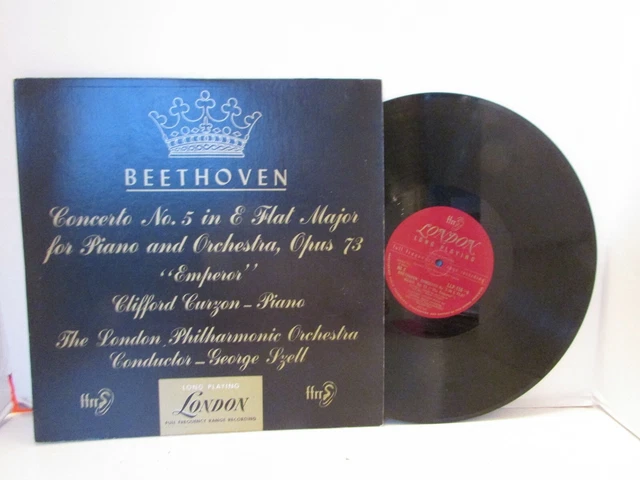 BEETHOVEN
Concerto No. 5 in E Flat Major
for Piano and Orchestra, Opus 73
"Emperor"
Clifford Curzon – Piano
The London Philharmonic Orchestra
Conductor – George Szell
ffrr
LONG PLAYING
LONDON
FULL FREQUENCY RANGE RECORDING
ffrr
ffrr
LONDON
LONG PLAYING